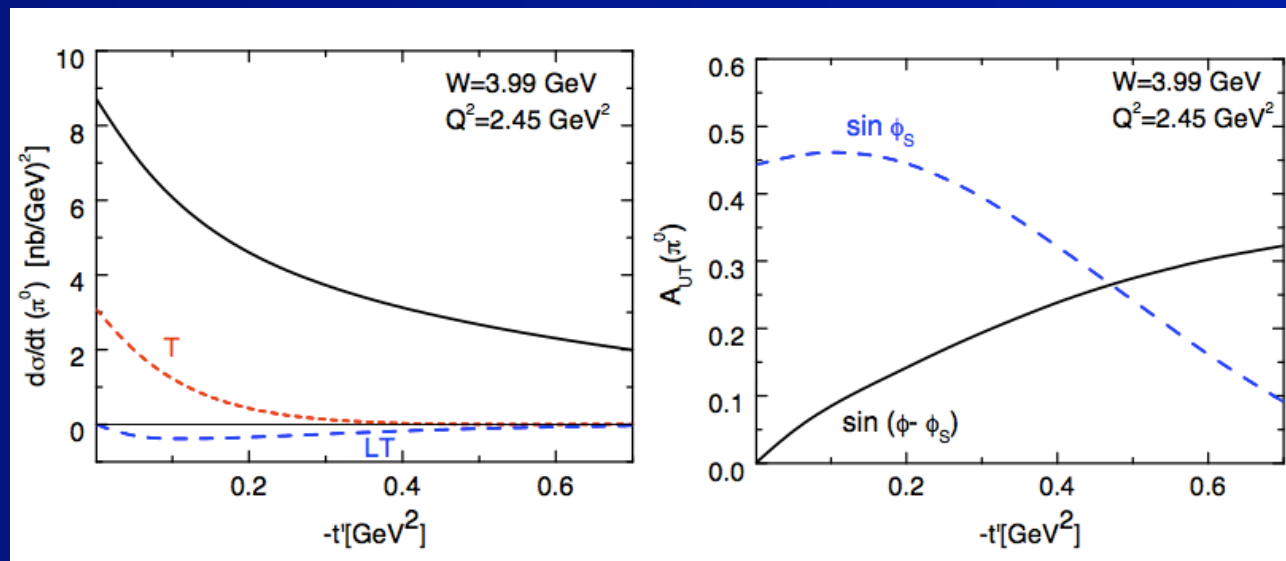 10
8
6
4
2
0
dσ/dt (π⁰) [nb/GeV)²]
W=3.99 GeV
Q²=2.45 GeV²
T
LT
0.2
0.4
0.6
-t'[GeV²]
0.6
0.5
0.4
0.3
0.2
0.1
0.0
A_UT(π⁰)
W=3.99 GeV
Q²=2.45 GeV²
sin ϕ_S
sin (ϕ- ϕ_S)
0.2
0.4
0.6
-t'[GeV²]